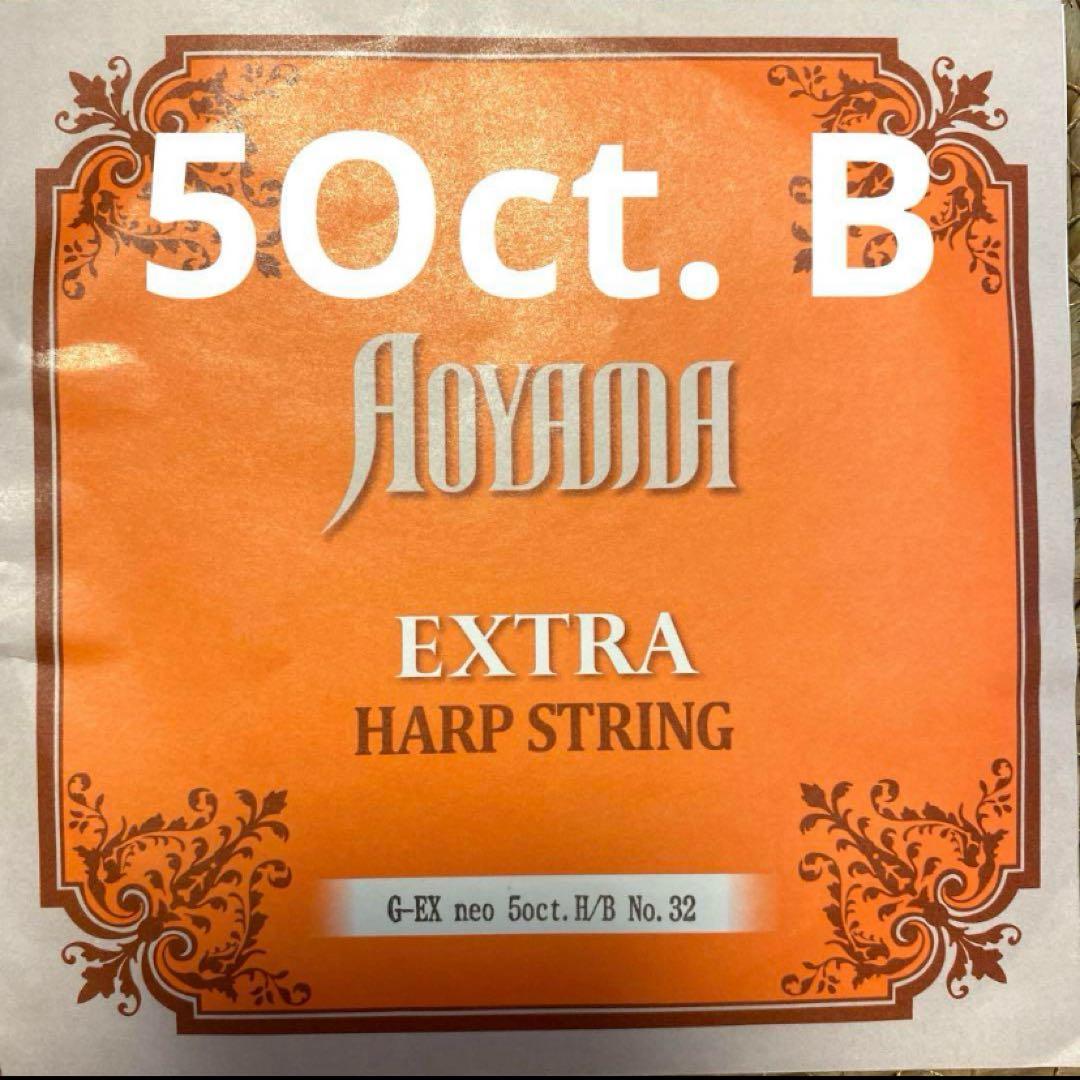 5Oct. B
AOYAMA
EXTRA
HARP STRING
G-EX neo 5oct.H/B No.32